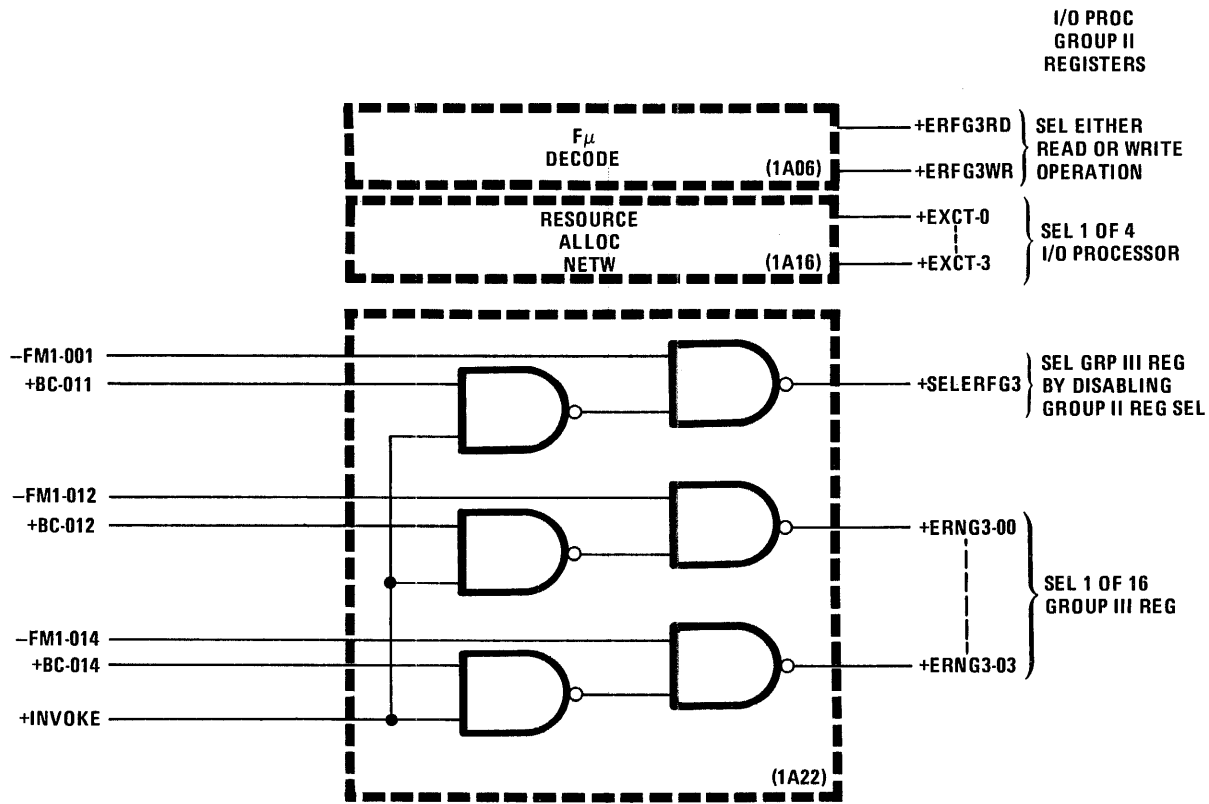 I/O PROC
GROUP II
REGISTERS
Fμ
DECODE
(1A06)
+ERFG3RD
+ERFG3WR
SEL EITHER
READ OR WRITE
OPERATION
RESOURCE
ALLOC
NETW
(1A16)
+EXCT-0
+EXCT-3
SEL 1 OF 4
I/O PROCESSOR
−FM1-001
+BC-011
+SELERFG3
SEL GRP III REG
BY DISABLING
GROUP II REG SEL
−FM1-012
+BC-012
+ERNG3-00
SEL 1 OF 16
GROUP III REG
−FM1-014
+BC-014
+ERNG3-03
+INVOKE
(1A22)